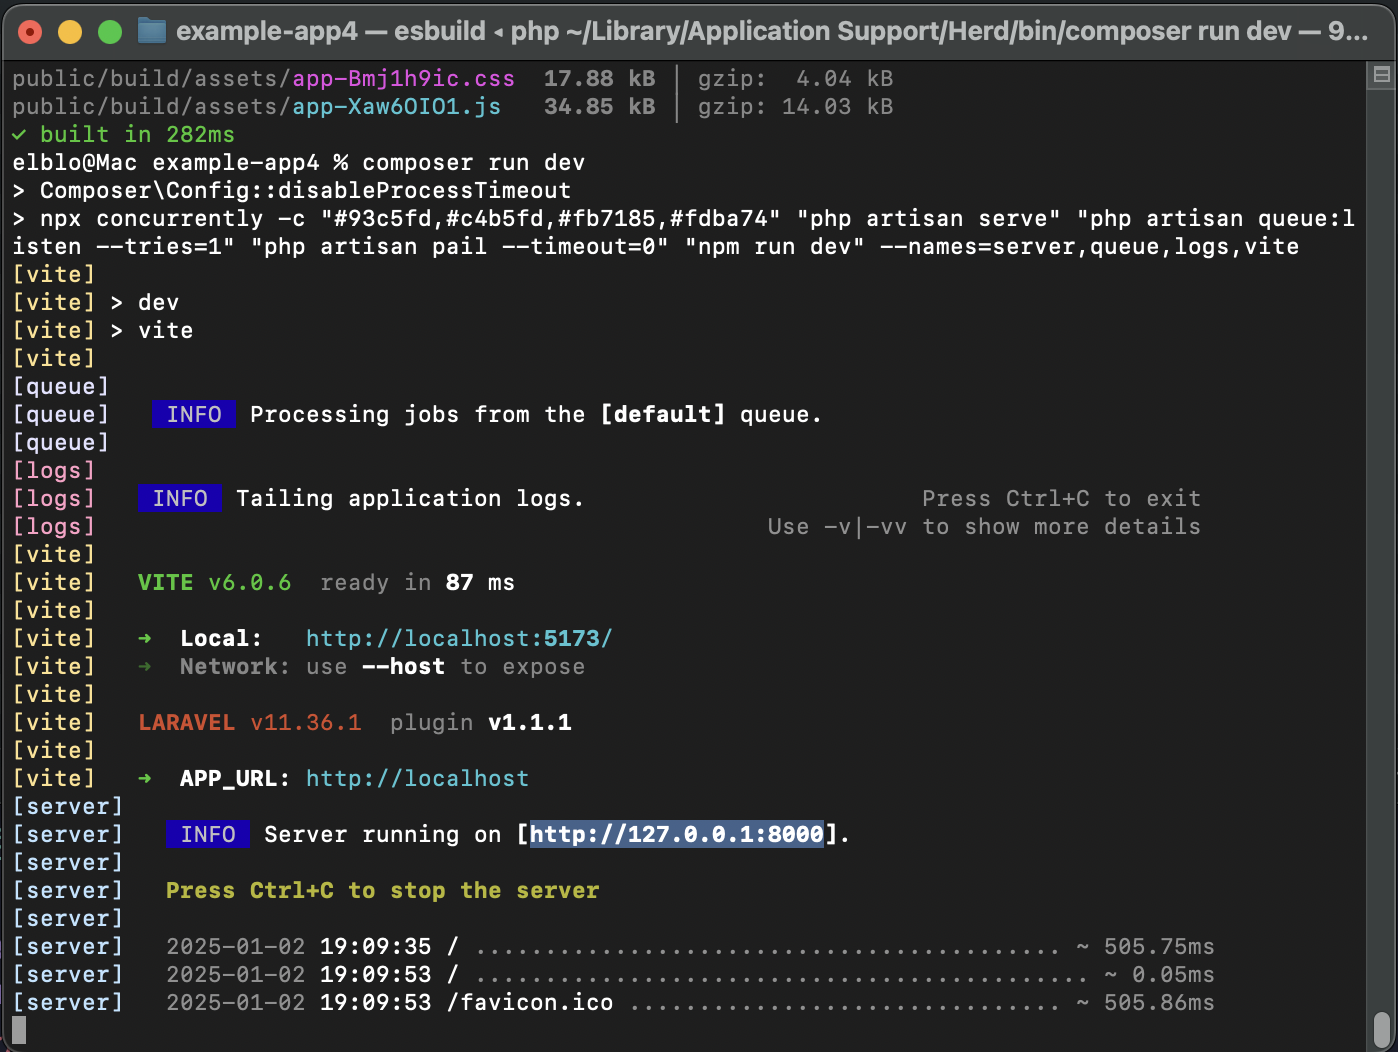 example-app4 — esbuild ◂ php ~/Library/Application Support/Herd/bin/composer run dev — 9...
public/build/assets/app-Bmj1h9ic.css  17.88 kB │ gzip:  4.04 kB
public/build/assets/app-Xaw6OIO1.js   34.85 kB │ gzip: 14.03 kB
✓ built in 282ms
elblo@Mac example-app4 % composer run dev
> Composer\Config::disableProcessTimeout
> npx concurrently -c "#93c5fd,#c4b5fd,#fb7185,#fdba74" "php artisan serve" "php artisan queue:l
isten --tries=1" "php artisan pail --timeout=0" "npm run dev" --names=server,queue,logs,vite
[vite]
[vite] > dev
[vite] > vite
[vite]
[queue]
[queue]   INFO  Processing jobs from the [default] queue.
[queue]
[logs]
[logs]   INFO  Tailing application logs.                        Press Ctrl+C to exit
[logs]                                                Use -v|-vv to show more details
[vite]
[vite]   VITE v6.0.6  ready in 87 ms
[vite]
[vite]   ➜  Local:   http://localhost:5173/
[vite]   ➜  Network: use --host to expose
[vite]
[vite]   LARAVEL v11.36.1  plugin v1.1.1
[vite]
[vite]   ➜  APP_URL: http://localhost
[server]
[server]   INFO  Server running on [http://127.0.0.1:8000].
[server]
[server]   Press Ctrl+C to stop the server
[server]
[server]   2025-01-02 19:09:35 / .......................................... ~ 505.75ms
[server]   2025-01-02 19:09:53 / ............................................ ~ 0.05ms
[server]   2025-01-02 19:09:53 /favicon.ico ............................... ~ 505.86ms